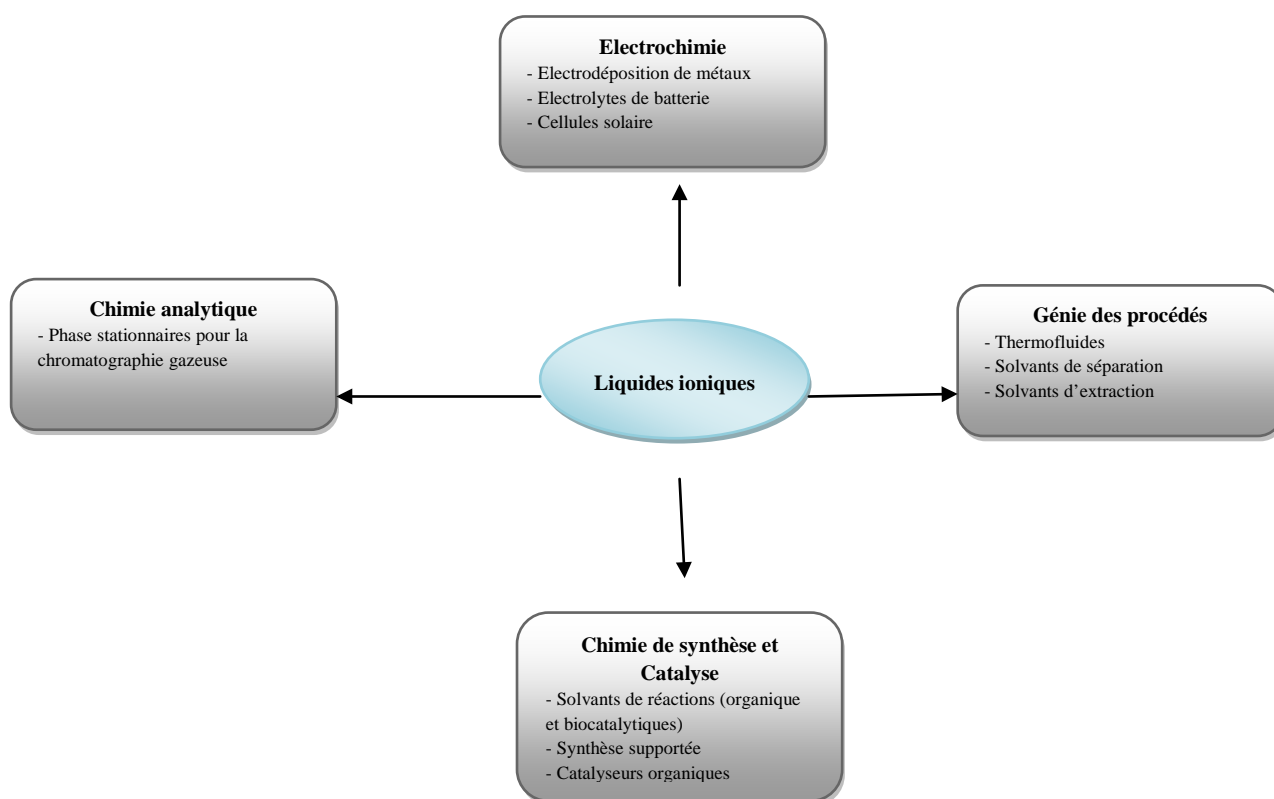 Electrochimie
- Electrodéposition de métaux
- Electrolytes de batterie
- Cellules solaire
Chimie analytique
- Phase stationnaires pour la
chromatographie gazeuse
Liquides ioniques
Génie des procédés
- Thermofluides
- Solvants de séparation
- Solvants d’extraction
Chimie de synthèse et
Catalyse
- Solvants de réactions (organique
et biocatalytiques)
- Synthèse supportée
- Catalyseurs organiques